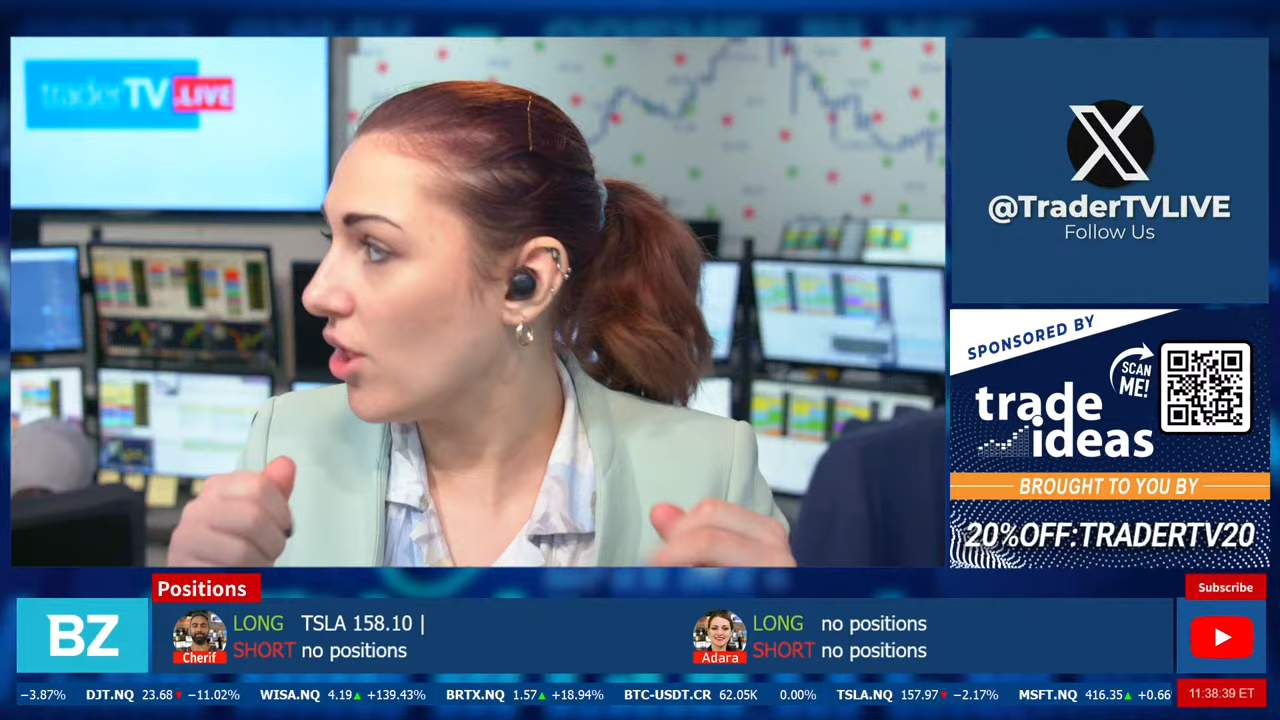 traderTV.LIVE
@TraderTVLIVE
Follow Us
SPONSORED BY
SCAN
ME!
trade
ideas
BROUGHT TO YOU BY
20%OFF:TRADERTV20
Positions
Subscribe
BZ
LONG TSLA 158.10 |
SHORT no positions
Cherif
LONG no positions
SHORT no positions
Adara
−3.87% DJT.NQ 23.68▼ −11.02% WISA.NQ 4.19▲ +139.43% BRTX.NQ 1.57▲ +18.94% BTC-USDT.CR 62.05K 0.00% TSLA.NQ 157.97▼ −2.17% MSFT.NQ 416.35▲ +0.66
11:38:39 ET